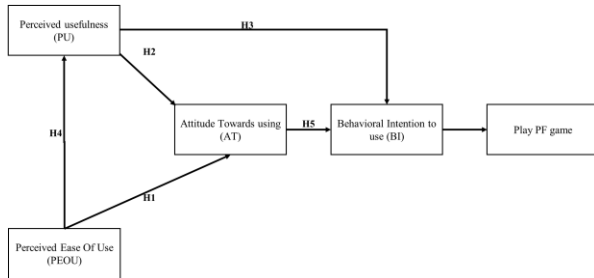 Perceived usefulness
(PU)
H3
H2
H4
Attitude Towards using
(AT)
H5
Behavioral Intention to
use (BI)
Play PF game
H1
Perceived Ease Of Use
(PEOU)